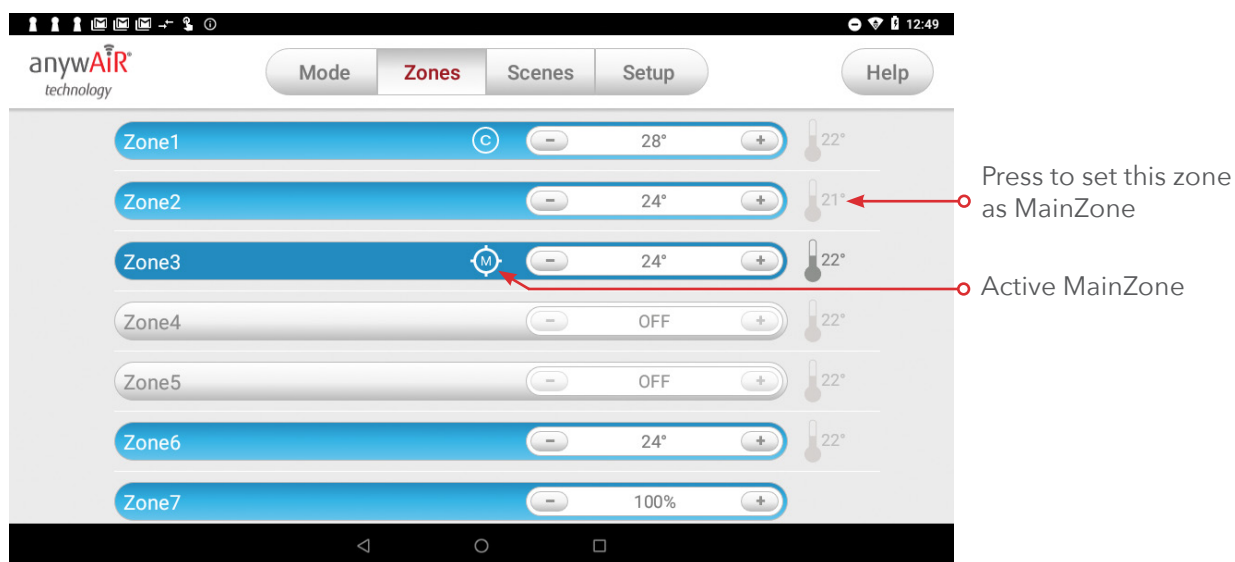 12:49
anywAiR®
technology
Mode Zones Scenes Setup Help
Zone1 C - 28° + 22°
Zone2 - 24° + 21°
Press to set this zone
as MainZone
Zone3 M - 24° + 22°
Active MainZone
Zone4 - OFF + 22°
Zone5 - OFF + 22°
Zone6 - 24° + 22°
Zone7 - 100% +